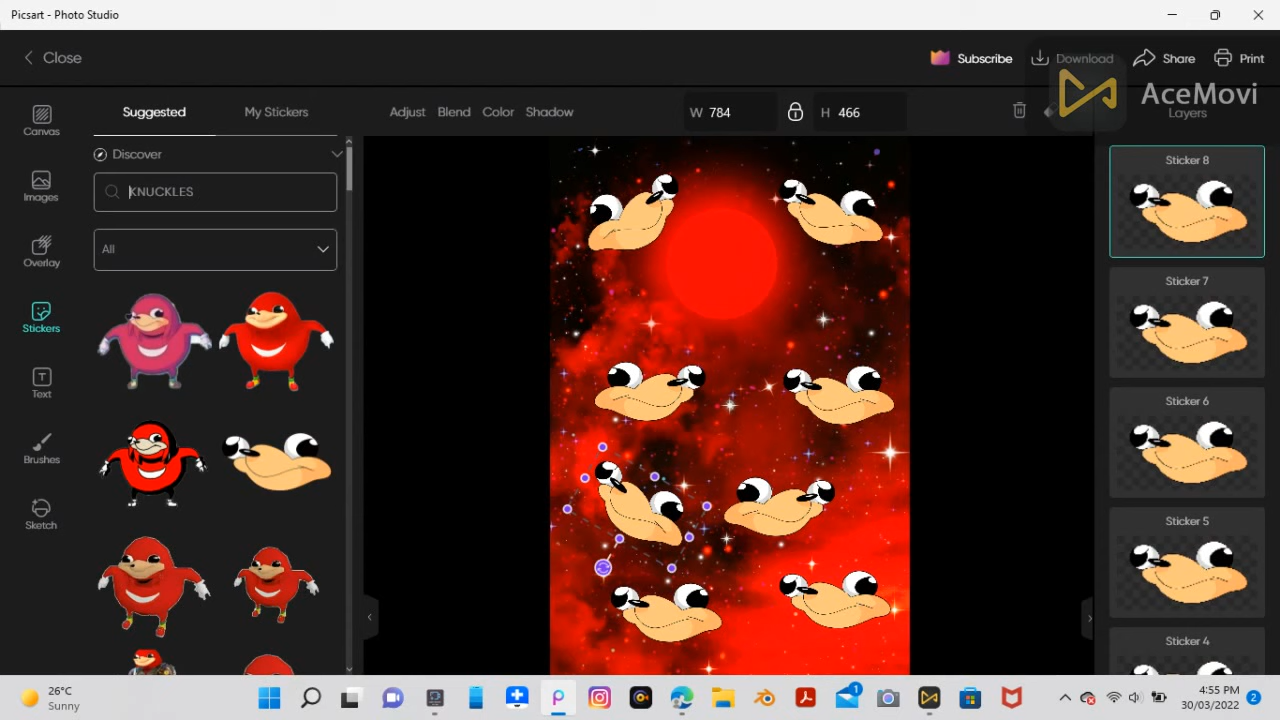 Picsart - Photo Studio
Close
Subscribe
Download
Share
Print
AceMovi
Suggested
My Stickers
Adjust
Blend
Color
Shadow
W 784
H 466
Layers
Canvas
Images
Overlay
Stickers
Text
Brushes
Sketch
Discover
KNUCKLES
All
Sticker 8
Sticker 7
Sticker 6
Sticker 5
Sticker 4
26°C
Sunny
1
4:55 PM
30/03/2022
2